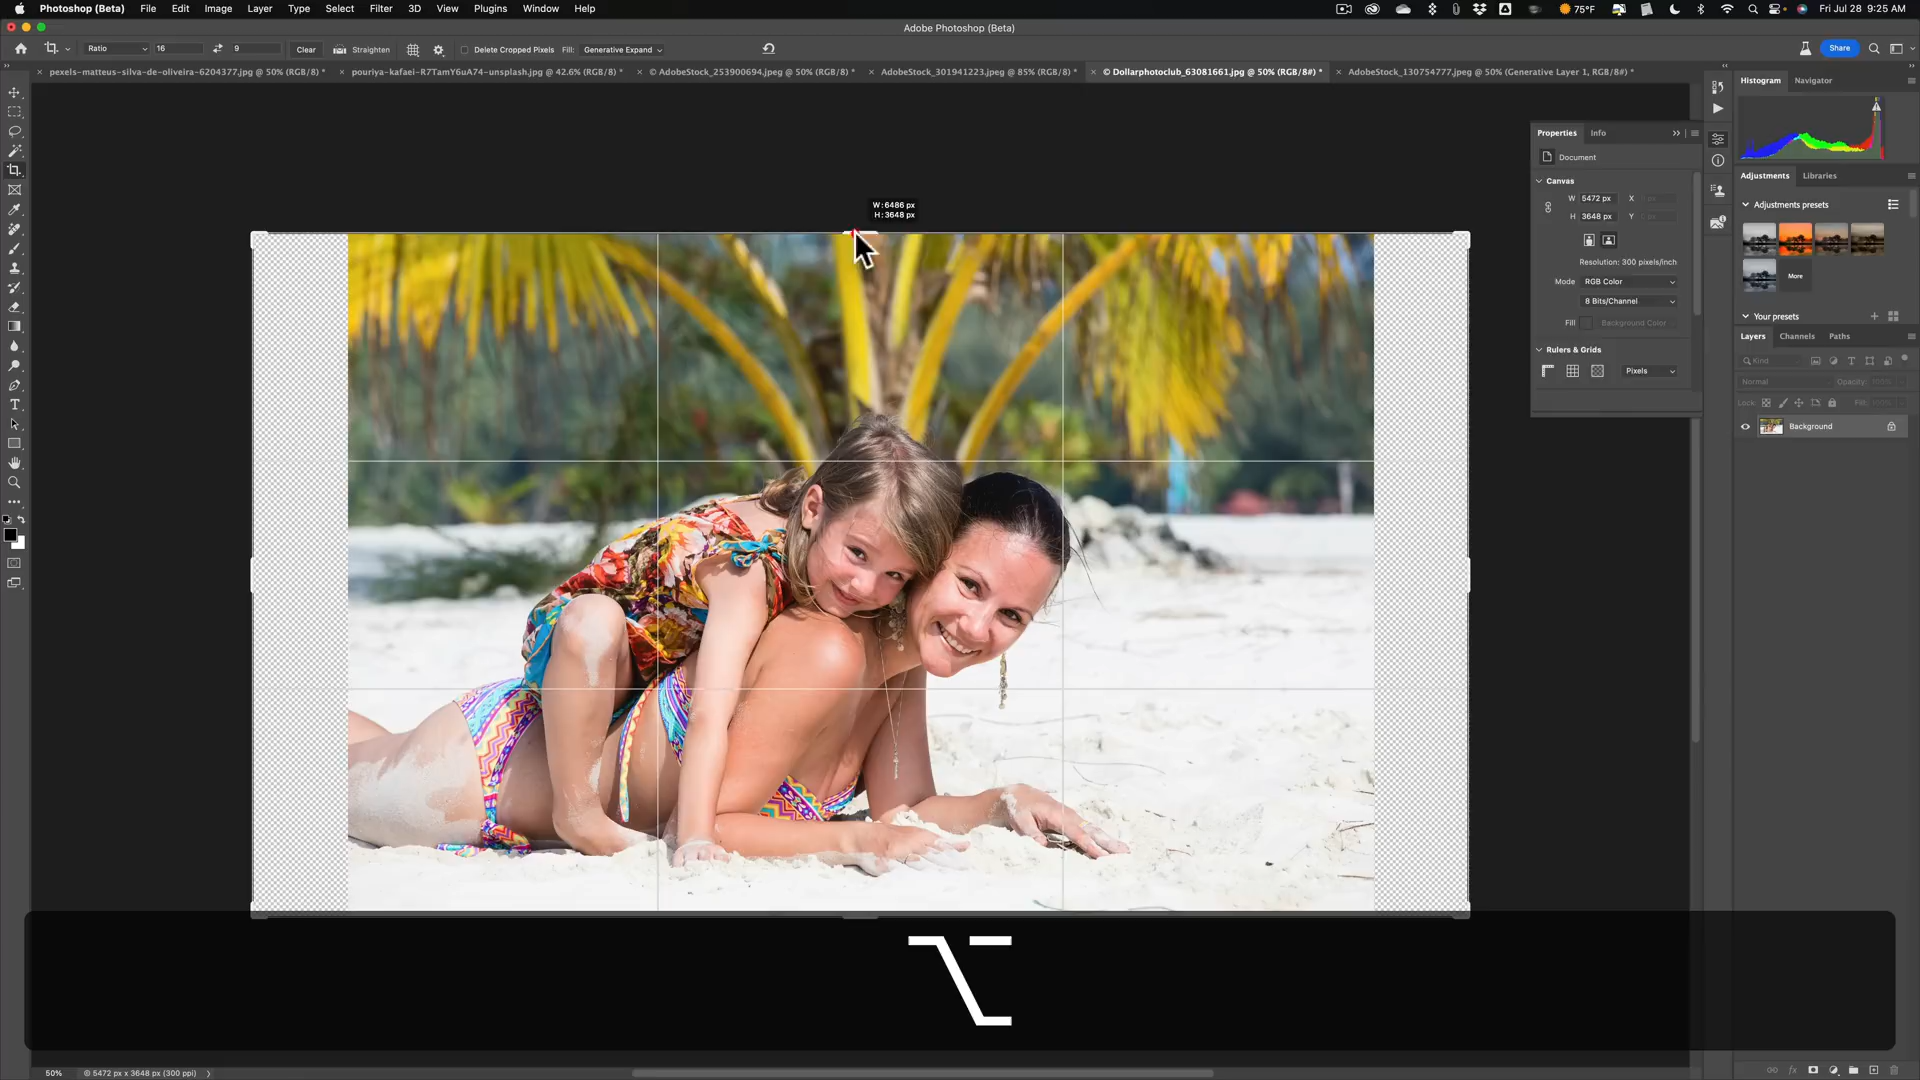 Photoshop (Beta) File Edit Image Layer Type Select Filter 3D View Plugins Window Help 75°F Fri Jul 28 9:25 AM
Adobe Photoshop (Beta)
Ratio 16 9 Clear Straighten Delete Cropped Pixels Fill: Generative Expand Share
pexels-matteus-silva-de-oliveira-6204377.jpg @ 50% (RGB/8) * pouriya-kafaei-R7TamY6uA74-unsplash.jpg @ 42.6% (RGB/8) * © AdobeStock_253900694.jpeg @ 50% (RGB/8) * AdobeStock_301941223.jpeg @ 85% (RGB/8) * © Dollarphotoclub_63081661.jpg @ 50% (RGB/8#) * AdobeStock_130754777.jpeg @ 50% (Generative Layer 1, RGB/8#) *
Histogram Navigator
Properties Info
Document
Adjustments Libraries
Canvas
W 5472 px X
H 3648 px Y
Adjustments presets
W: 6486 px
H: 3648 px
Resolution: 300 pixels/inch
More
Mode RGB Color
8 Bits/Channel
Fill Background Color
Your presets
Layers Channels Paths
Rulers & Grids
Pixels
Kind
Normal Opacity: 100%
Lock: Fill: 100%
Background
50% 5472 px x 3648 px (300 ppi)